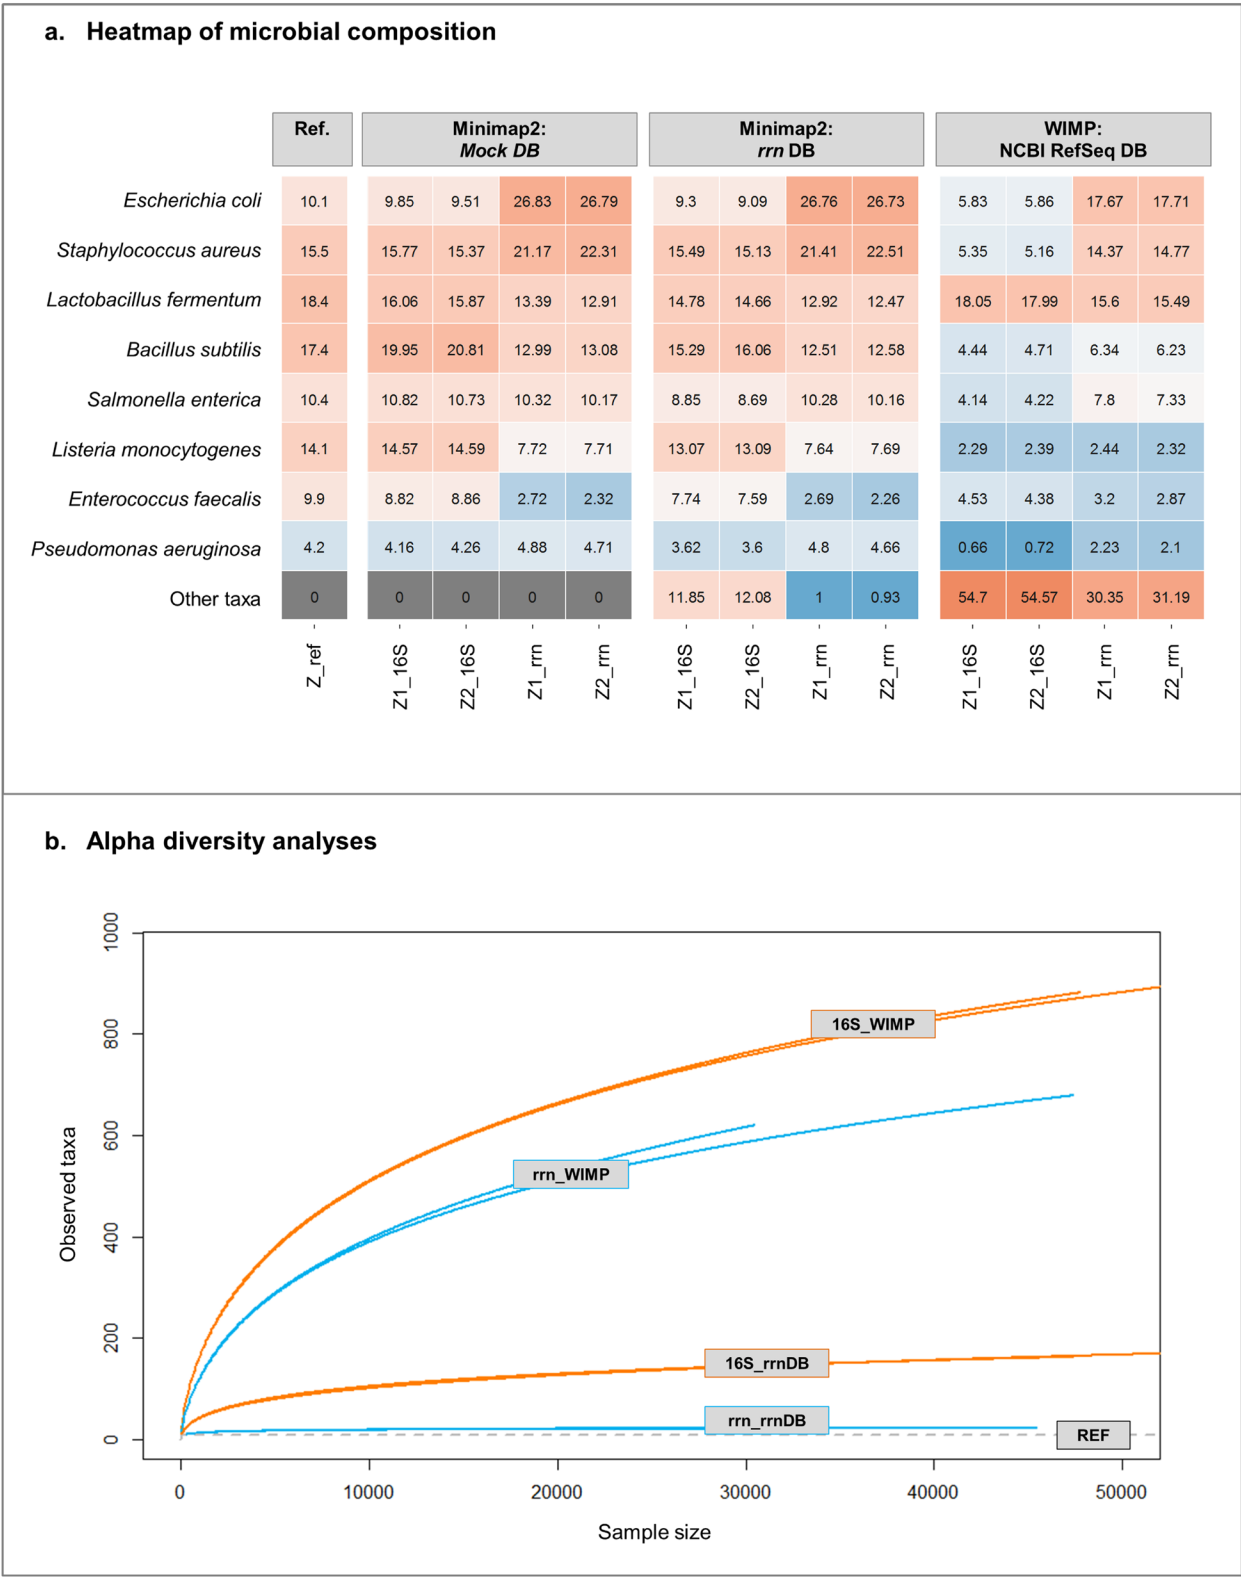 a. Heatmap of microbial composition
Ref.
Minimap2:
Mock DB
Minimap2:
rrn DB
WIMP:
NCBI RefSeq DB
Escherichia coli 10.1 9.85 9.51 26.83 26.79 9.3 9.09 26.76 26.73 5.83 5.86 17.67 17.71
Staphylococcus aureus 15.5 15.77 15.37 21.17 22.31 15.49 15.13 21.41 22.51 5.35 5.16 14.37 14.77
Lactobacillus fermentum 18.4 16.06 15.87 13.39 12.91 14.78 14.66 12.92 12.47 18.05 17.99 15.6 15.49
Bacillus subtilis 17.4 19.95 20.81 12.99 13.08 15.29 16.06 12.51 12.58 4.44 4.71 6.34 6.23
Salmonella enterica 10.4 10.82 10.73 10.32 10.17 8.85 8.69 10.28 10.16 4.14 4.22 7.8 7.33
Listeria monocytogenes 14.1 14.57 14.59 7.72 7.71 13.07 13.09 7.64 7.69 2.29 2.39 2.44 2.32
Enterococcus faecalis 9.9 8.82 8.86 2.72 2.32 7.74 7.59 2.69 2.26 4.53 4.38 3.2 2.87
Pseudomonas aeruginosa 4.2 4.16 4.26 4.88 4.71 3.62 3.6 4.8 4.66 0.66 0.72 2.23 2.1
Other taxa 0 0 0 0 0 11.85 12.08 1 0.93 54.7 54.57 30.35 31.19
Z_ref Z1_16S Z2_16S Z1_rrn Z2_rrn Z1_16S Z2_16S Z1_rrn Z2_rrn Z1_16S Z2_16S Z1_rrn Z2_rrn
b. Alpha diversity analyses
Observed taxa
1000
800
600
400
200
0
16S_WIMP
rrn_WIMP
16S_rrnDB
rrn_rrnDB
REF
0 10000 20000 30000 40000 50000
Sample size